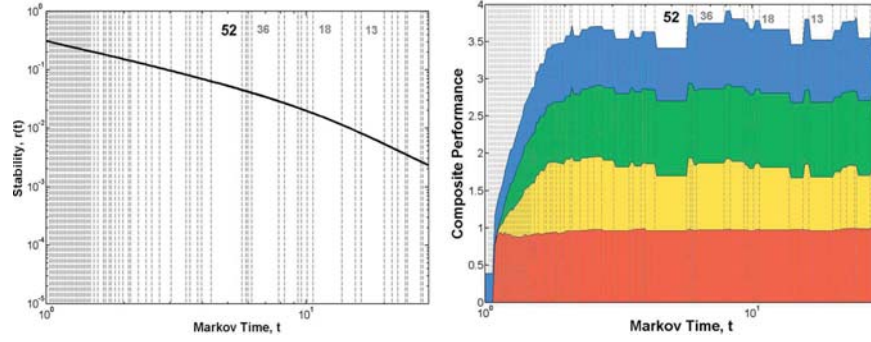 10^0
10^-1
10^-2
10^-3
10^-4
10^-5
Stability, r(t)
52 36 18 13
10^0 10^1
Markov Time, t
4
3.5
3
2.5
2
1.5
1
0.5
0
Composite Performance
52 36 18 13
10^0 10^1
Markov Time, t